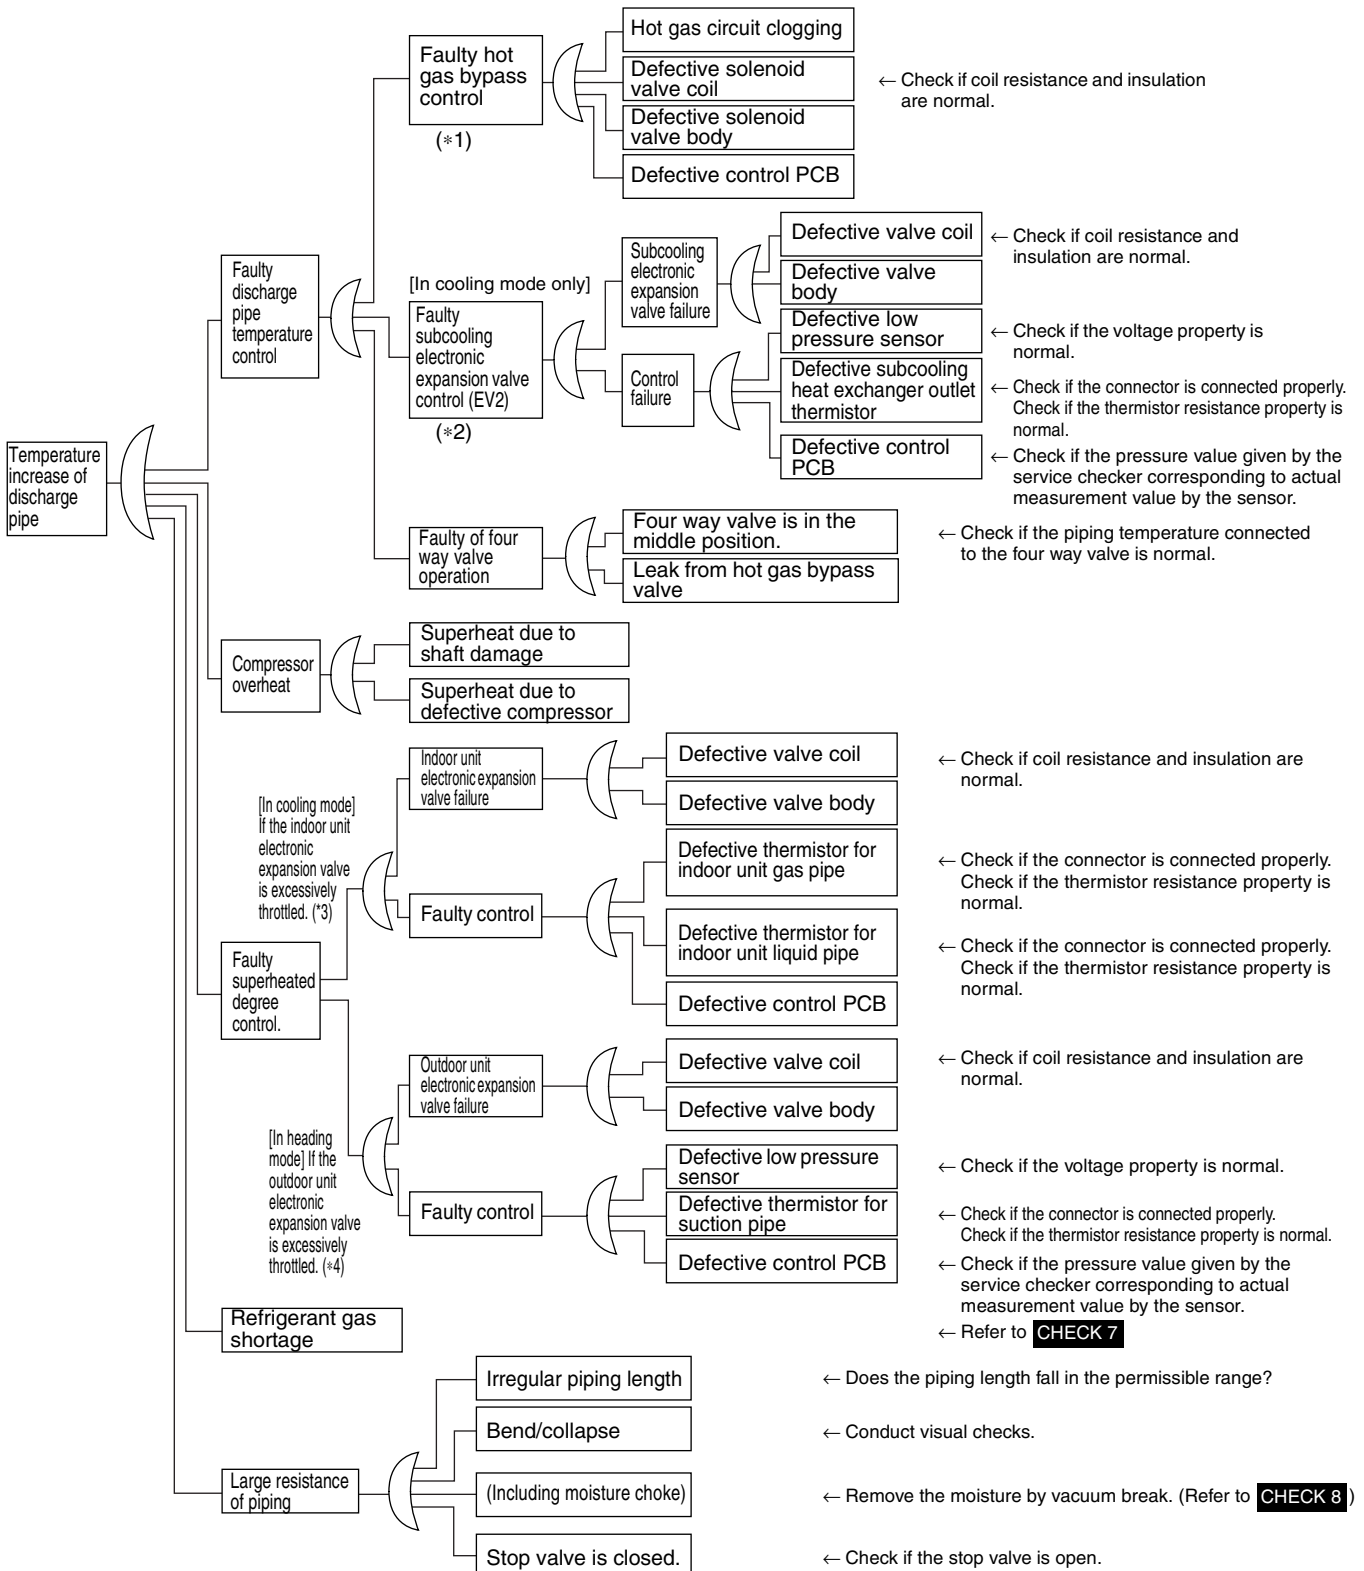 Hot gas circuit clogging
Faulty hot
gas bypass
control
(*1)
Defective solenoid
valve coil
← Check if coil resistance and insulation
are normal.
Defective solenoid
valve body
Defective control PCB
Faulty
discharge
pipe
temperature
control
[In cooling mode only]
Faulty
subcooling
electronic
expansion valve
control (EV2)
(*2)
Subcooling
electronic
expansion
valve failure
Defective valve coil
← Check if coil resistance and
insulation are normal.
Defective valve
body
Control
failure
Defective low
pressure sensor
← Check if the voltage property is
normal.
Defective subcooling
heat exchanger outlet
thermistor
← Check if the connector is connected properly.
Check if the thermistor resistance property is
normal.
Defective control
PCB
← Check if the pressure value given by the
service checker corresponding to actual
measurement value by the sensor.
Temperature
increase of
discharge
pipe
Faulty of four
way valve
operation
Four way valve is in the
middle position.
← Check if the piping temperature connected
to the four way valve is normal.
Leak from hot gas bypass
valve
Compressor
overheat
Superheat due to
shaft damage
Superheat due to
defective compressor
Faulty
superheated
degree
control.
[In cooling mode]
If the indoor unit
electronic
expansion valve
is excessively
throttled. (*3)
Indoor unit
electronic expansion
valve failure
Defective valve coil
← Check if coil resistance and insulation are
normal.
Defective valve body
Faulty control
Defective thermistor for
indoor unit gas pipe
← Check if the connector is connected properly.
Check if the thermistor resistance property is
normal.
Defective thermistor for
indoor unit liquid pipe
← Check if the connector is connected properly.
Check if the thermistor resistance property is
normal.
Defective control PCB
[In heading
mode] If the
outdoor unit
electronic
expansion valve
is excessively
throttled. (*4)
Outdoor unit
electronic expansion
valve failure
Defective valve coil
← Check if coil resistance and insulation are
normal.
Defective valve body
Faulty control
Defective low pressure
sensor
← Check if the voltage property is normal.
Defective thermistor for
suction pipe
← Check if the connector is connected properly.
Check if the thermistor resistance property is normal.
Defective control PCB
← Check if the pressure value given by the
service checker corresponding to actual
measurement value by the sensor.
Refrigerant gas
shortage
← Refer to CHECK 7
Large resistance
of piping
Irregular piping length
← Does the piping length fall in the permissible range?
Bend/collapse
← Conduct visual checks.
(Including moisture choke)
← Remove the moisture by vacuum break. (Refer to CHECK 8)
Stop valve is closed.
← Check if the stop valve is open.